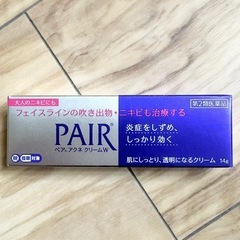 大人のニキビにも
フェイスラインの吹き出物・ニキビも治療する
第2類医薬品
PAIR
ペア。アクネ クリームW
炎症をしずめ、
しっかり効く
対象
肌にしっとり、透明になるクリーム 14g